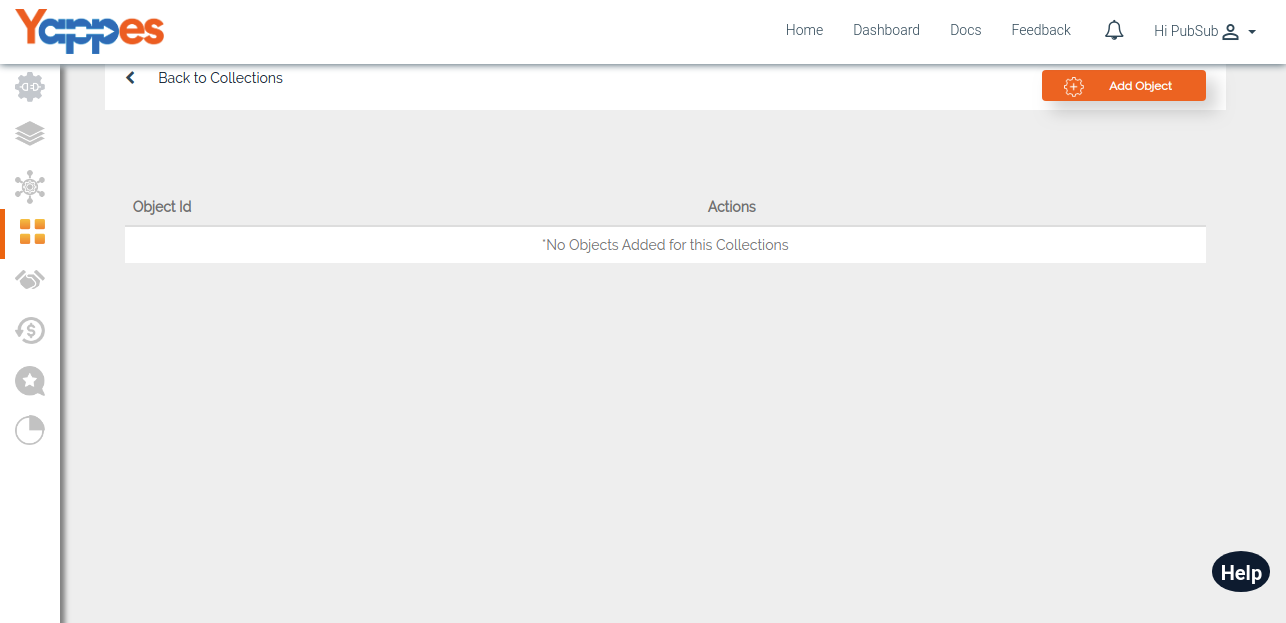 Yappes
Home Dashboard Docs Feedback Hi PubSub
Back to Collections
Add Object
Object Id Actions
*No Objects Added for this Collections
Help